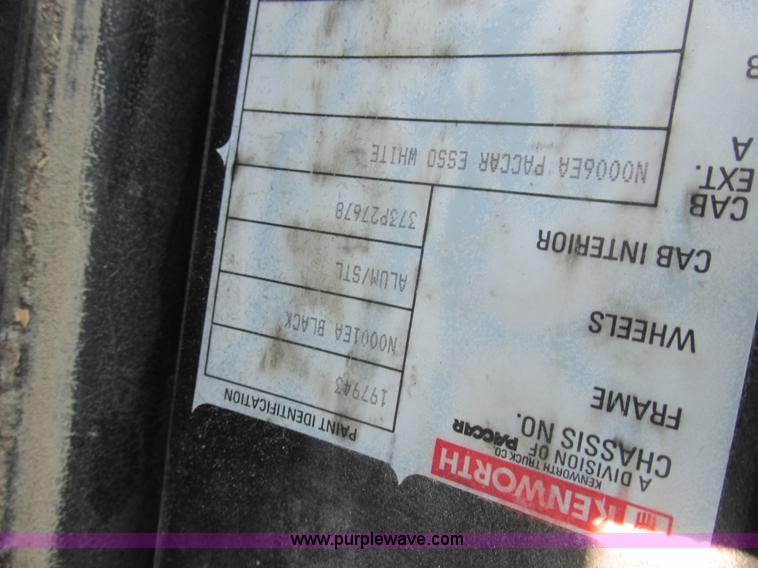 KENWORTH
KENWORTH TRUCK CO.
A DIVISION OF PACCAR
PAINT IDENTIFICATION
CHASSIS NO. 197943
FRAME N0001EA BLACK
WHEELS ALUM/STL
CAB INTERIOR 373P27678
CAB EXT. A N0006EA PACCAR ESSO WHITE
B
www.purplewave.com